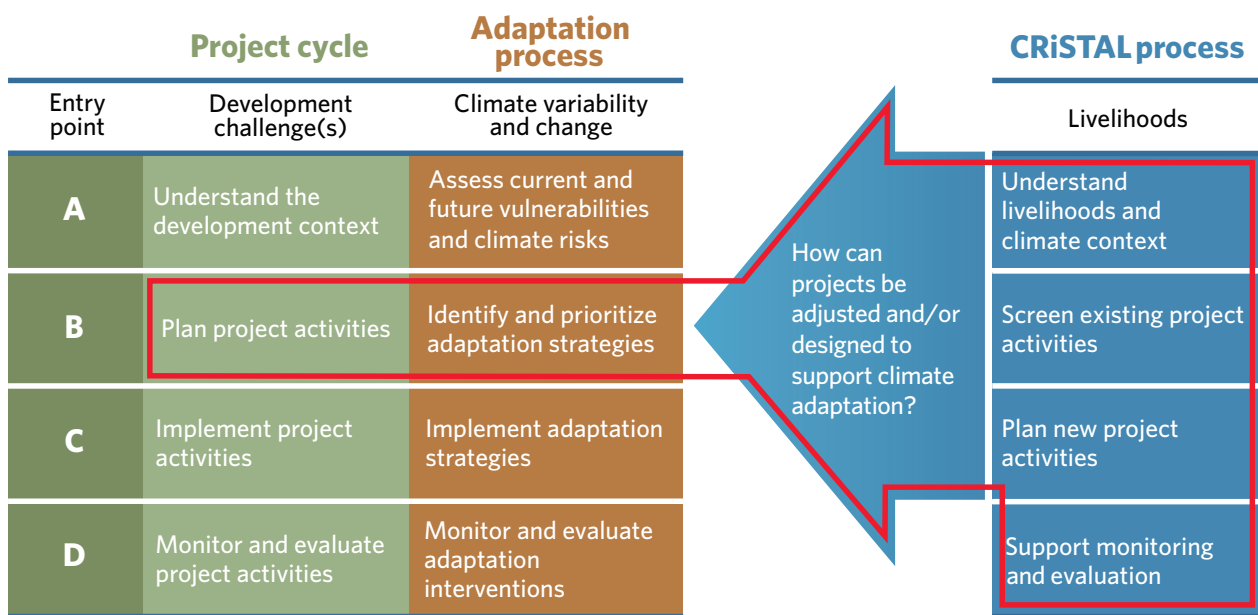 Project cycle
Adaptation
process
CRiSTAL process
Entry
point
Development
challenge(s)
Climate variability
and change
Livelihoods
A
Understand the
development context
Assess current and
future vulnerabilities
and climate risks
Understand
livelihoods and
climate context
B
Plan project activities
Identify and prioritize
adaptation strategies
How can
projects be
adjusted and/or
designed to
support climate
adaptation?
Screen existing project
activities
C
Implement project
activities
Implement adaptation
strategies
Plan new project
activities
D
Monitor and evaluate
project activities
Monitor and evaluate
adaptation
interventions
Support monitoring
and evaluation